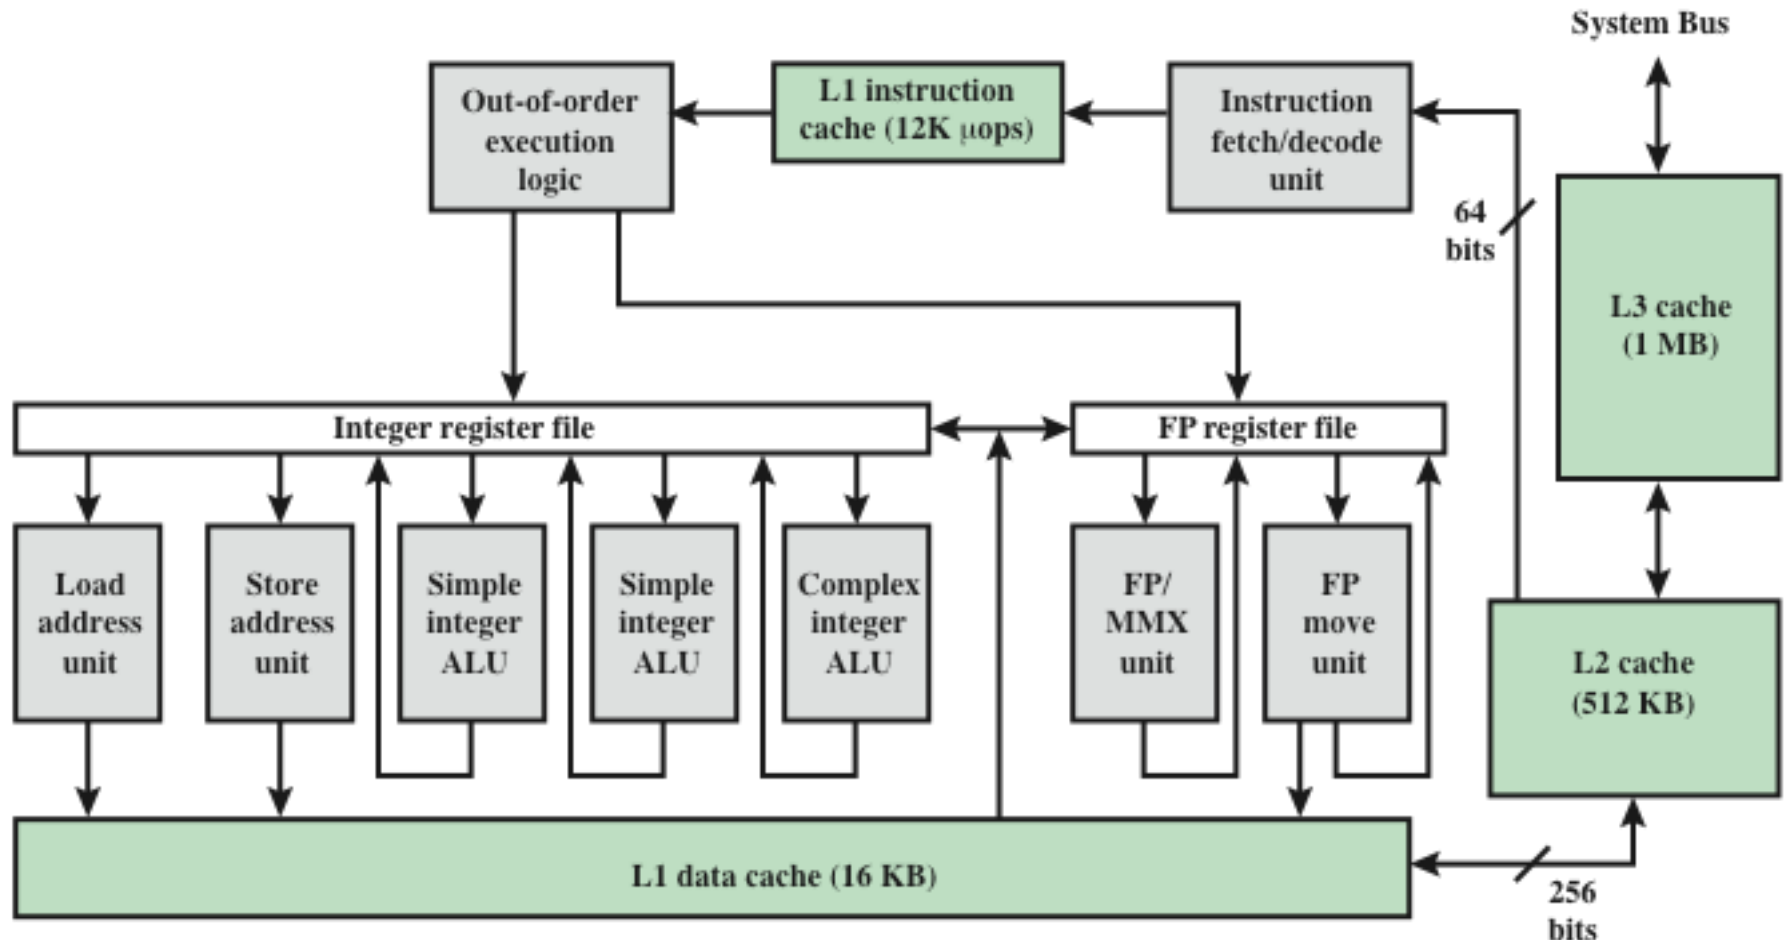 System Bus
Out-of-order
execution
logic
L1 instruction
cache (12K μops)
Instruction
fetch/decode
unit
64
bits
L3 cache
(1 MB)
Integer register file
FP register file
Load
address
unit
Store
address
unit
Simple
integer
ALU
Simple
integer
ALU
Complex
integer
ALU
FP/
MMX
unit
FP
move
unit
L2 cache
(512 KB)
L1 data cache (16 KB)
256
bits